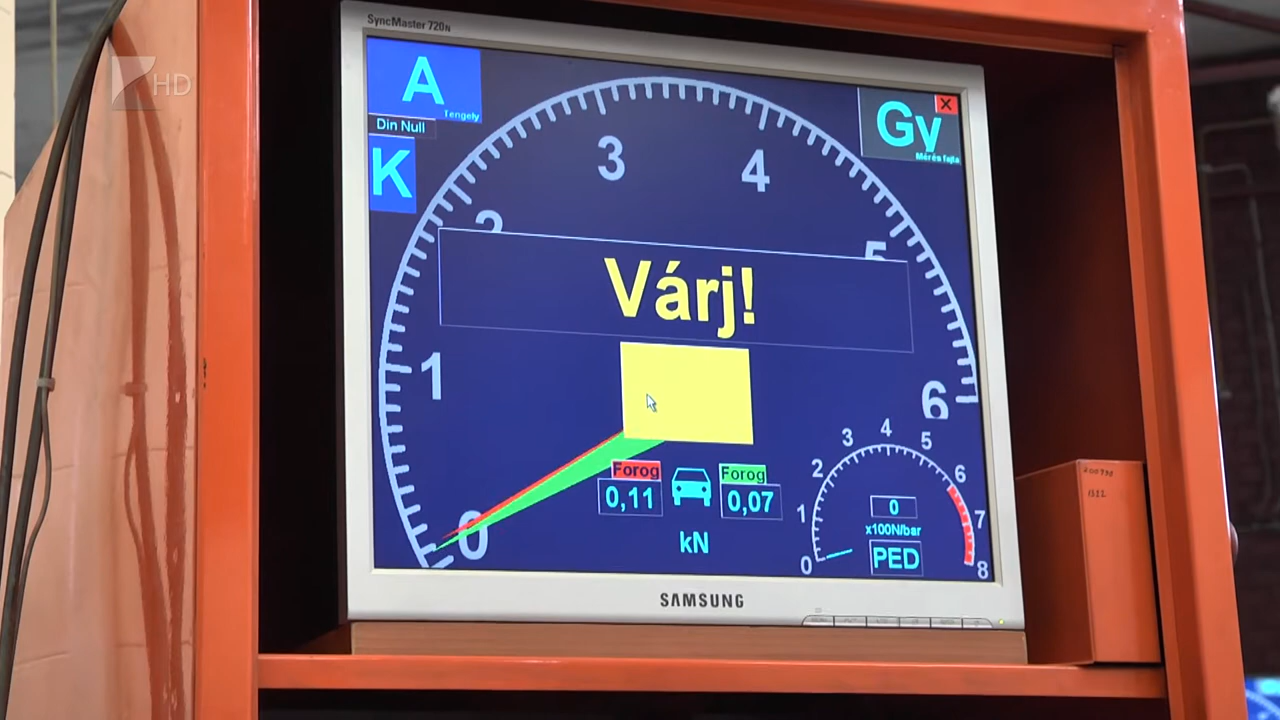 SyncMaster 720N
HD
A
Tengely
Din Null
K
Gy
Mérés fajta
X
0
1
2
3
4
5
6
Várj!
Forog
0,11
Forog
0,07
kN
0
1
2
3
4
5
6
7
8
0
x100N/bar
PED
SAMSUNG